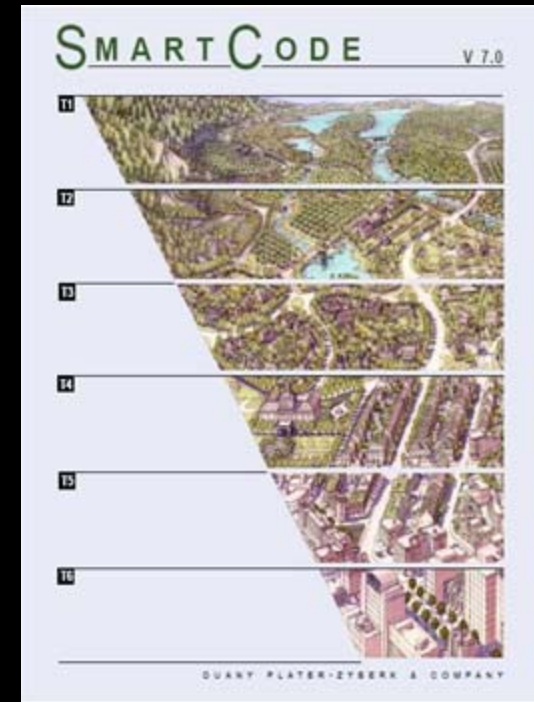 SMARTCODE V 7.0
T1
T2
T3
T4
T5
T6
DUANY PLATER-ZYBERK & COMPANY